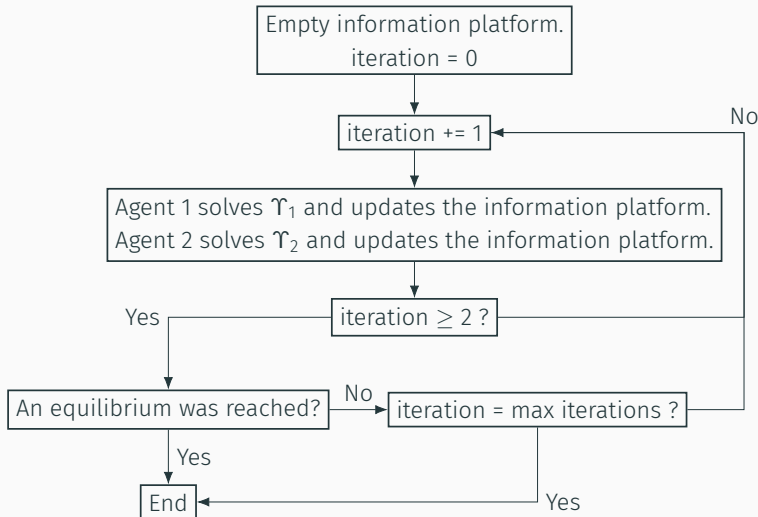 Empty information platform.
iteration = 0
No
iteration += 1
Agent 1 solves ϒ₁ and updates the information platform.
Agent 2 solves ϒ₂ and updates the information platform.
Yes
iteration ≥ 2 ?
An equilibrium was reached?
No
iteration = max iterations ?
Yes
End
Yes